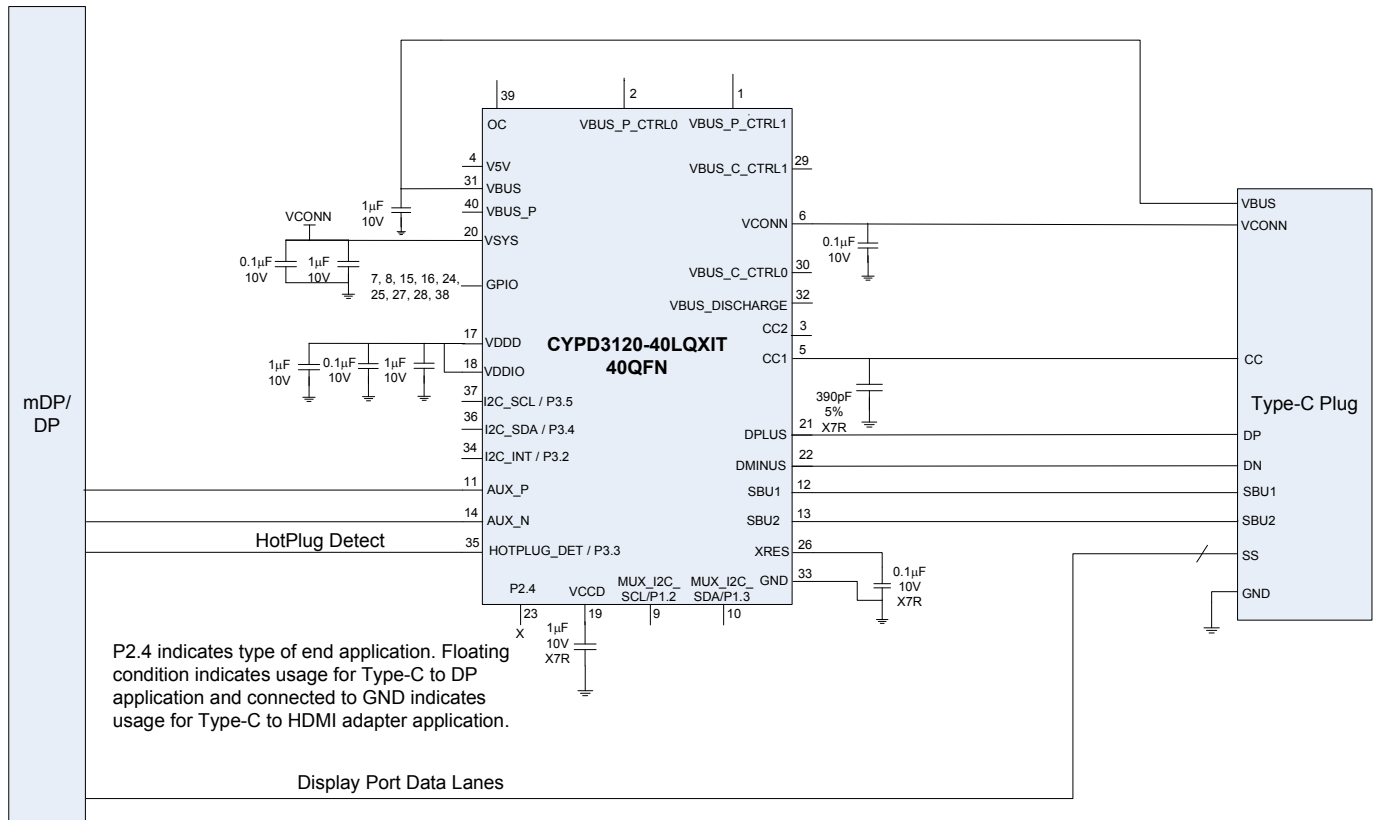 39
2
1
OC
VBUS_P_CTRL0
VBUS_P_CTRL1
4
V5V
31
VBUS
40
VBUS_P
20
VSYS
7, 8, 15, 16, 24,
25, 27, 28, 38
GPIO
17
VDDD
18
VDDIO
37
I2C_SCL / P3.5
36
I2C_SDA / P3.4
34
I2C_INT / P3.2
11
AUX_P
14
AUX_N
35
HOTPLUG_DET / P3.3
1µF
10V
VCONN
0.1µF
10V
1µF
10V
1µF
10V
0.1µF
10V
1µF
10V
CYPD3120-40LQXIT
40QFN
VBUS_C_CTRL1
29
VCONN
6
0.1µF
10V
VBUS_C_CTRL0
30
VBUS_DISCHARGE
32
CC2
3
CC1
5
390pF
5%
X7R
DPLUS
21
DMINUS
22
SBU1
12
SBU2
13
XRES
26
GND
33
0.1µF
10V
X7R
P2.4
VCCD
MUX_I2C_
SCL/P1.2
MUX_I2C_
SDA/P1.3
23
X
19
9
10
1µF
10V
X7R
mDP/
DP
HotPlug Detect
VBUS
VCONN
CC
Type-C Plug
DP
DN
SBU1
SBU2
SS
GND
P2.4 indicates type of end application. Floating
condition indicates usage for Type-C to DP
application and connected to GND indicates
usage for Type-C to HDMI adapter application.
Display Port Data Lanes